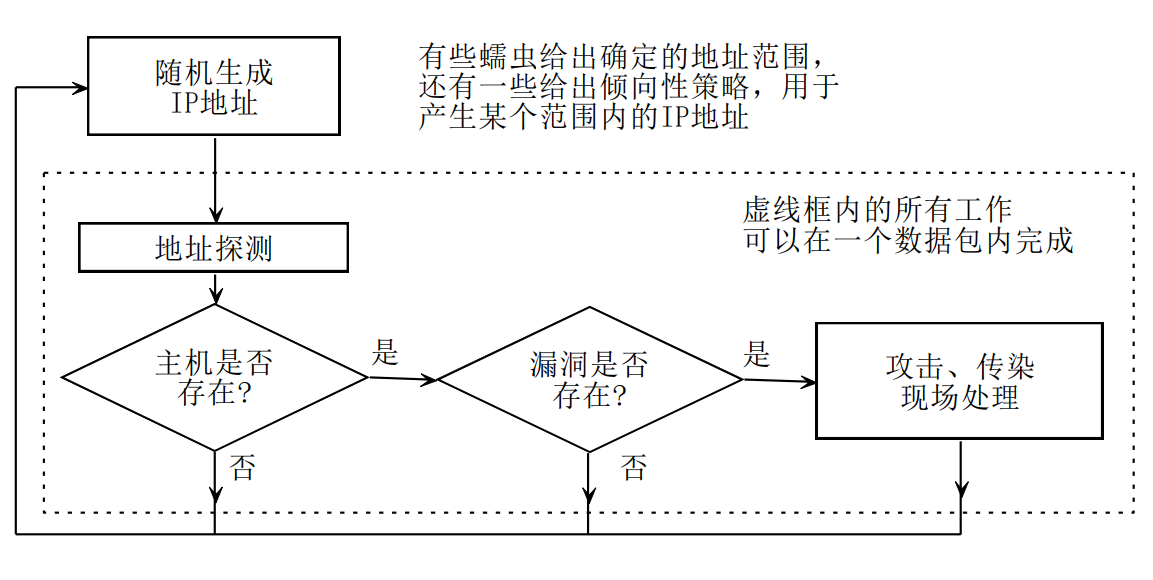 随机生成
IP地址
有些蠕虫给出确定的地址范围，
还有一些给出倾向性策略，用于
产生某个范围内的IP地址
虚线框内的所有工作
可以在一个数据包内完成
地址探测
主机是否
存在?
是
漏洞是否
存在?
是
攻击、传染
现场处理
否
否